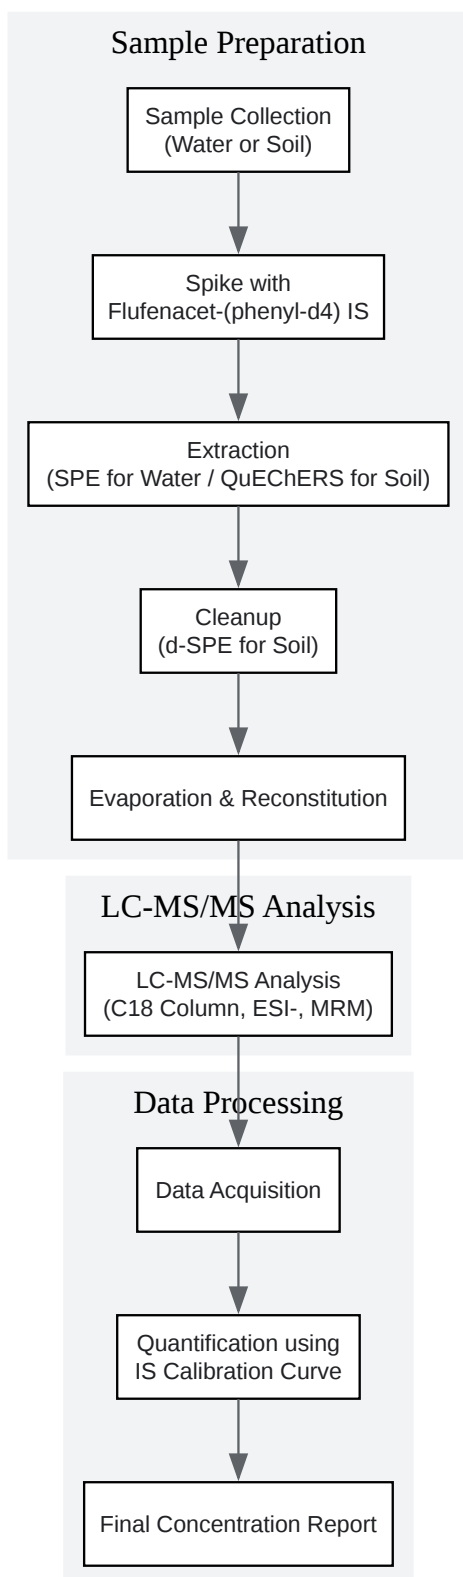 Sample Preparation
Sample Collection
(Water or Soil)
Spike with
Flufenacet-(phenyl-d4) IS
Extraction
(SPE for Water / QuEChERS for Soil)
Cleanup
(d-SPE for Soil)
Evaporation & Reconstitution
LC-MS/MS Analysis
LC-MS/MS Analysis
(C18 Column, ESI-, MRM)
Data Processing
Data Acquisition
Quantification using
IS Calibration Curve
Final Concentration Report